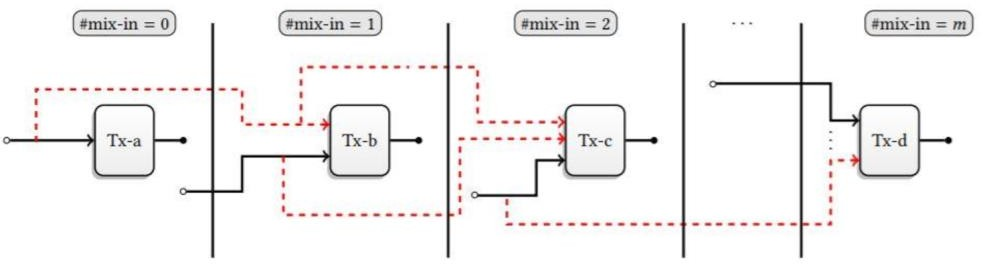 #mix-in = 0
#mix-in = 1
#mix-in = 2
...
#mix-in = m
Tx-a
Tx-b
Tx-c
Tx-d